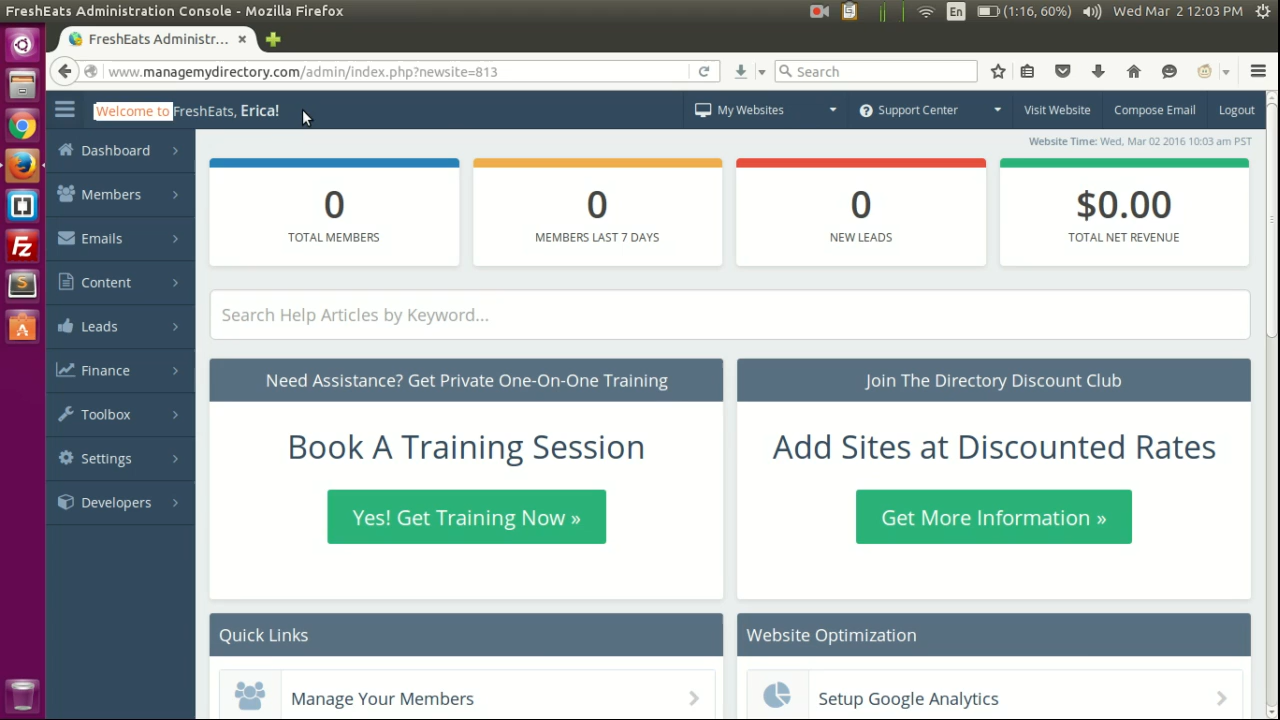 FreshEats Administration Console - Mozilla Firefox
En
(1:16, 60%)
Wed Mar 2 12:03 PM
FreshEats Administr...
www.managemydirectory.com/admin/index.php?newsite=813
Search
Welcome to FreshEats, Erica!
My Websites
Support Center
Visit Website
Compose Email
Logout
Website Time: Wed, Mar 02 2016 10:03 am PST
Dashboard
Members
Emails
Content
Leads
Finance
Toolbox
Settings
Developers
0
TOTAL MEMBERS
0
MEMBERS LAST 7 DAYS
0
NEW LEADS
$0.00
TOTAL NET REVENUE
Search Help Articles by Keyword...
Need Assistance? Get Private One-On-One Training
Book A Training Session
Yes! Get Training Now »
Join The Directory Discount Club
Add Sites at Discounted Rates
Get More Information »
Quick Links
Manage Your Members
Website Optimization
Setup Google Analytics